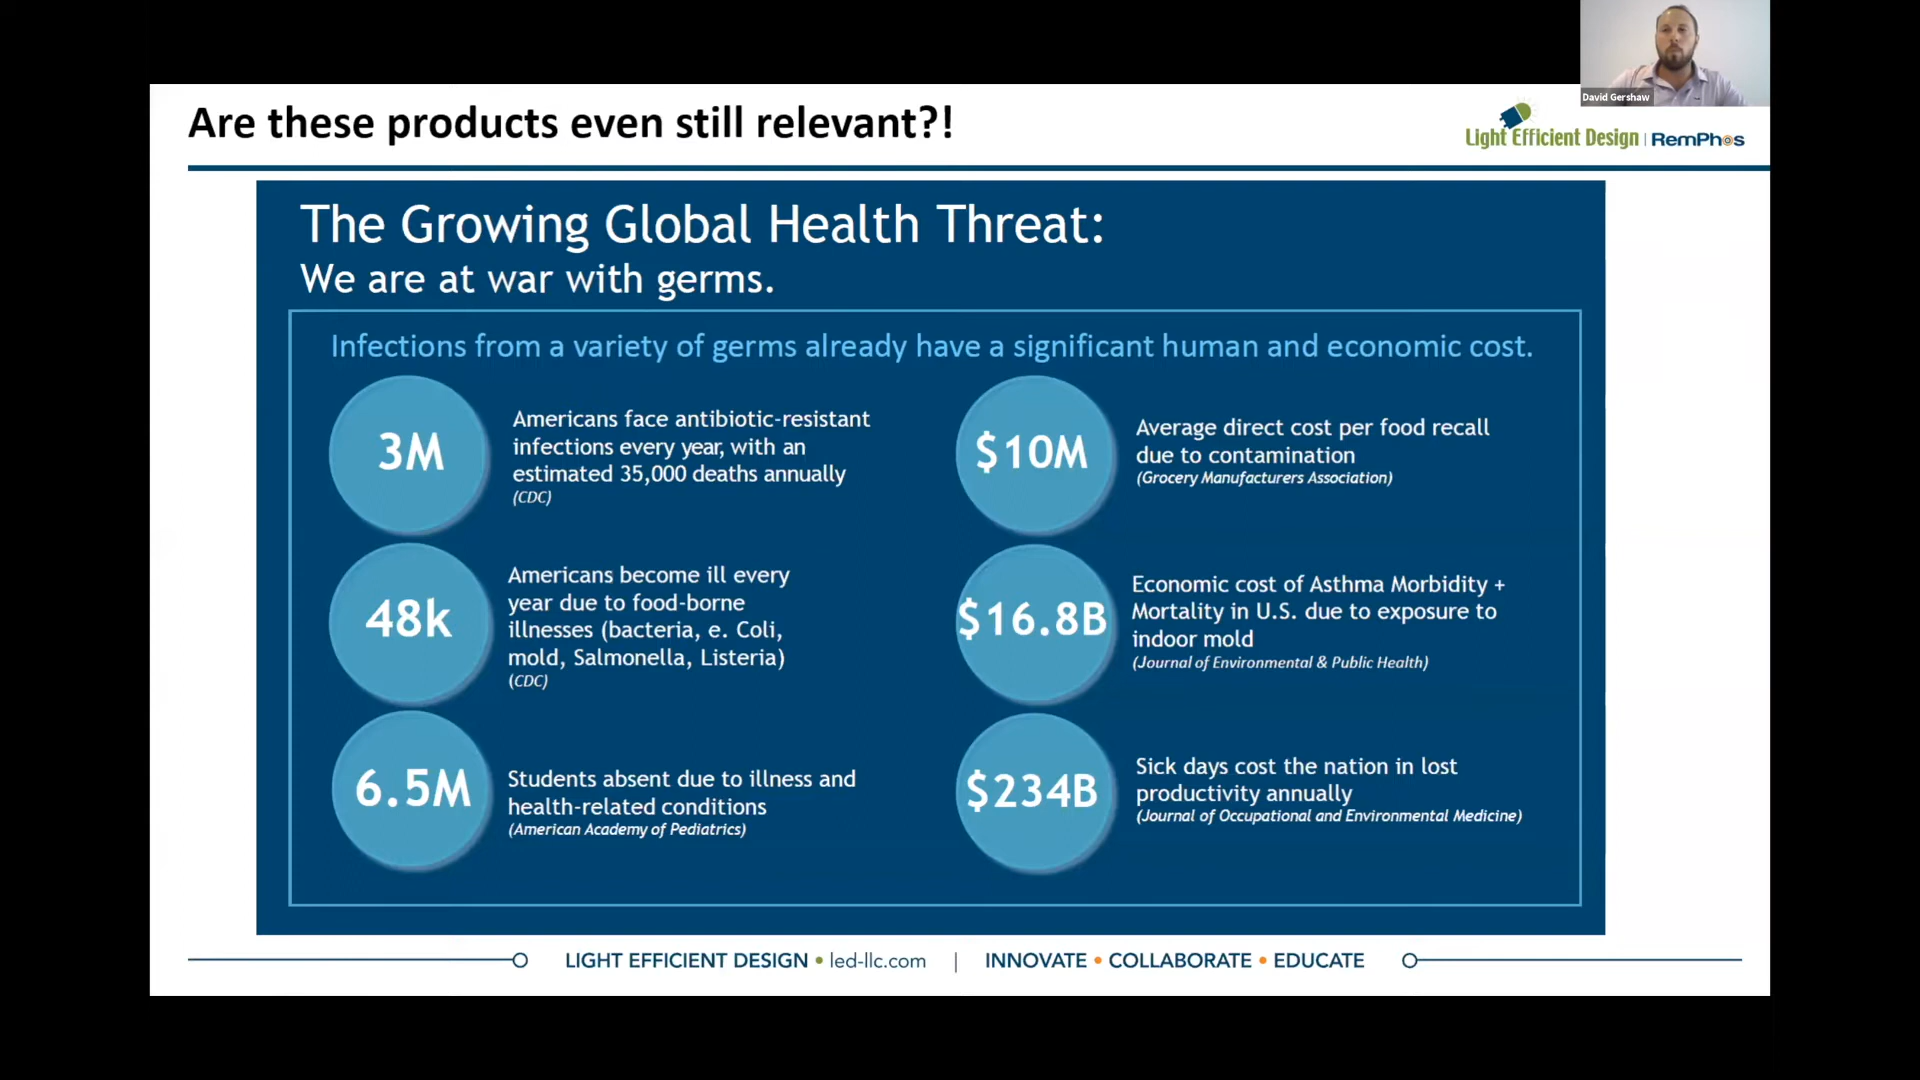 David Gershaw
Are these products even still relevant?!
Light Efficient Design | RemPhos
The Growing Global Health Threat:
We are at war with germs.
Infections from a variety of germs already have a significant human and economic cost.
3M
Americans face antibiotic-resistant
infections every year, with an
estimated 35,000 deaths annually
(CDC)
$10M
Average direct cost per food recall
due to contamination
(Grocery Manufacturers Association)
48k
Americans become ill every
year due to food-borne
illnesses (bacteria, e. Coli,
mold, Salmonella, Listeria)
(CDC)
$16.8B
Economic cost of Asthma Morbidity +
Mortality in U.S. due to exposure to
indoor mold
(Journal of Environmental & Public Health)
6.5M
Students absent due to illness and
health-related conditions
(American Academy of Pediatrics)
$234B
Sick days cost the nation in lost
productivity annually
(Journal of Occupational and Environmental Medicine)
LIGHT EFFICIENT DESIGN • led-llc.com | INNOVATE • COLLABORATE • EDUCATE